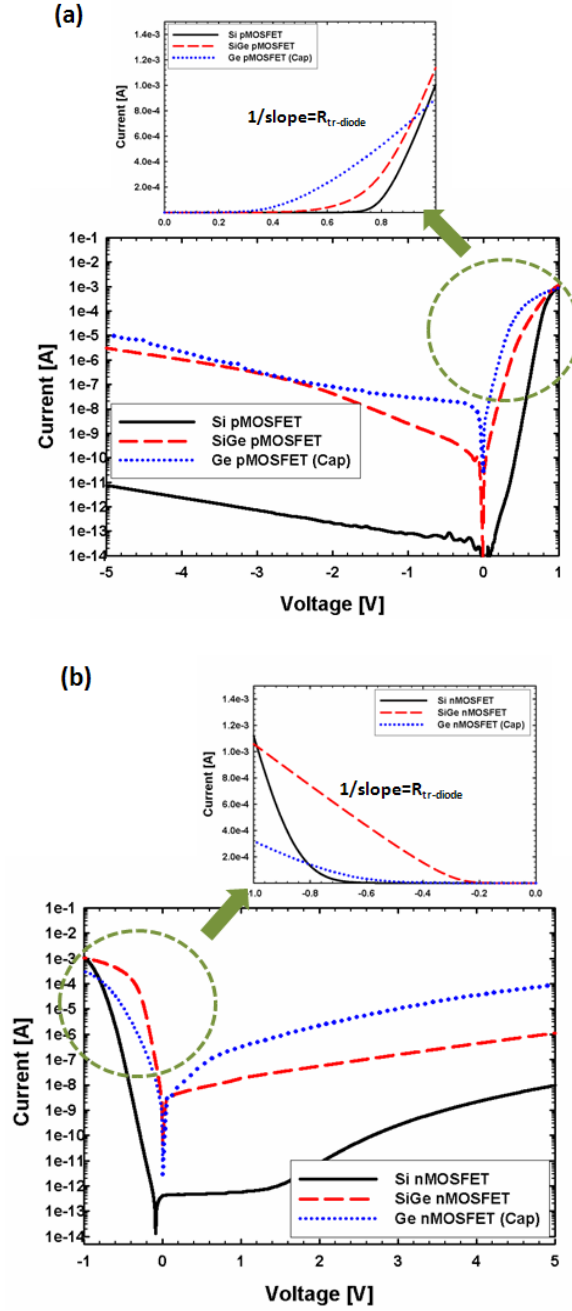 (a)
Si pMOSFET
SiGe pMOSFET
Ge pMOSFET (Cap)
1/slope=Rtr-diode
Current [A]
1.4e-3
1.2e-3
1.0e-3
8.0e-4
6.0e-4
4.0e-4
2.0e-4
0.0 0.2 0.4 0.6 0.8
Current [A]
1e-1
1e-2
1e-3
1e-4
1e-5
1e-6
1e-7
1e-8
1e-9
1e-10
1e-11
1e-12
1e-13
1e-14
Si pMOSFET
SiGe pMOSFET
Ge pMOSFET (Cap)
-5 -4 -3 -2 -1 0 1
Voltage [V]
(b)
Si nMOSFET
SiGe nMOSFET
Ge nMOSFET (Cap)
1/slope=Rtr-diode
Current [A]
1.4e-3
1.2e-3
1.0e-3
8.0e-4
6.0e-4
4.0e-4
2.0e-4
1.0 -0.8 -0.6 -0.4 -0.2 0.0
Current [A]
1e-1
1e-2
1e-3
1e-4
1e-5
1e-6
1e-7
1e-8
1e-9
1e-10
1e-11
1e-12
1e-13
1e-14
Si nMOSFET
SiGe nMOSFET
Ge nMOSFET (Cap)
-1 0 1 2 3 4 5
Voltage [V]